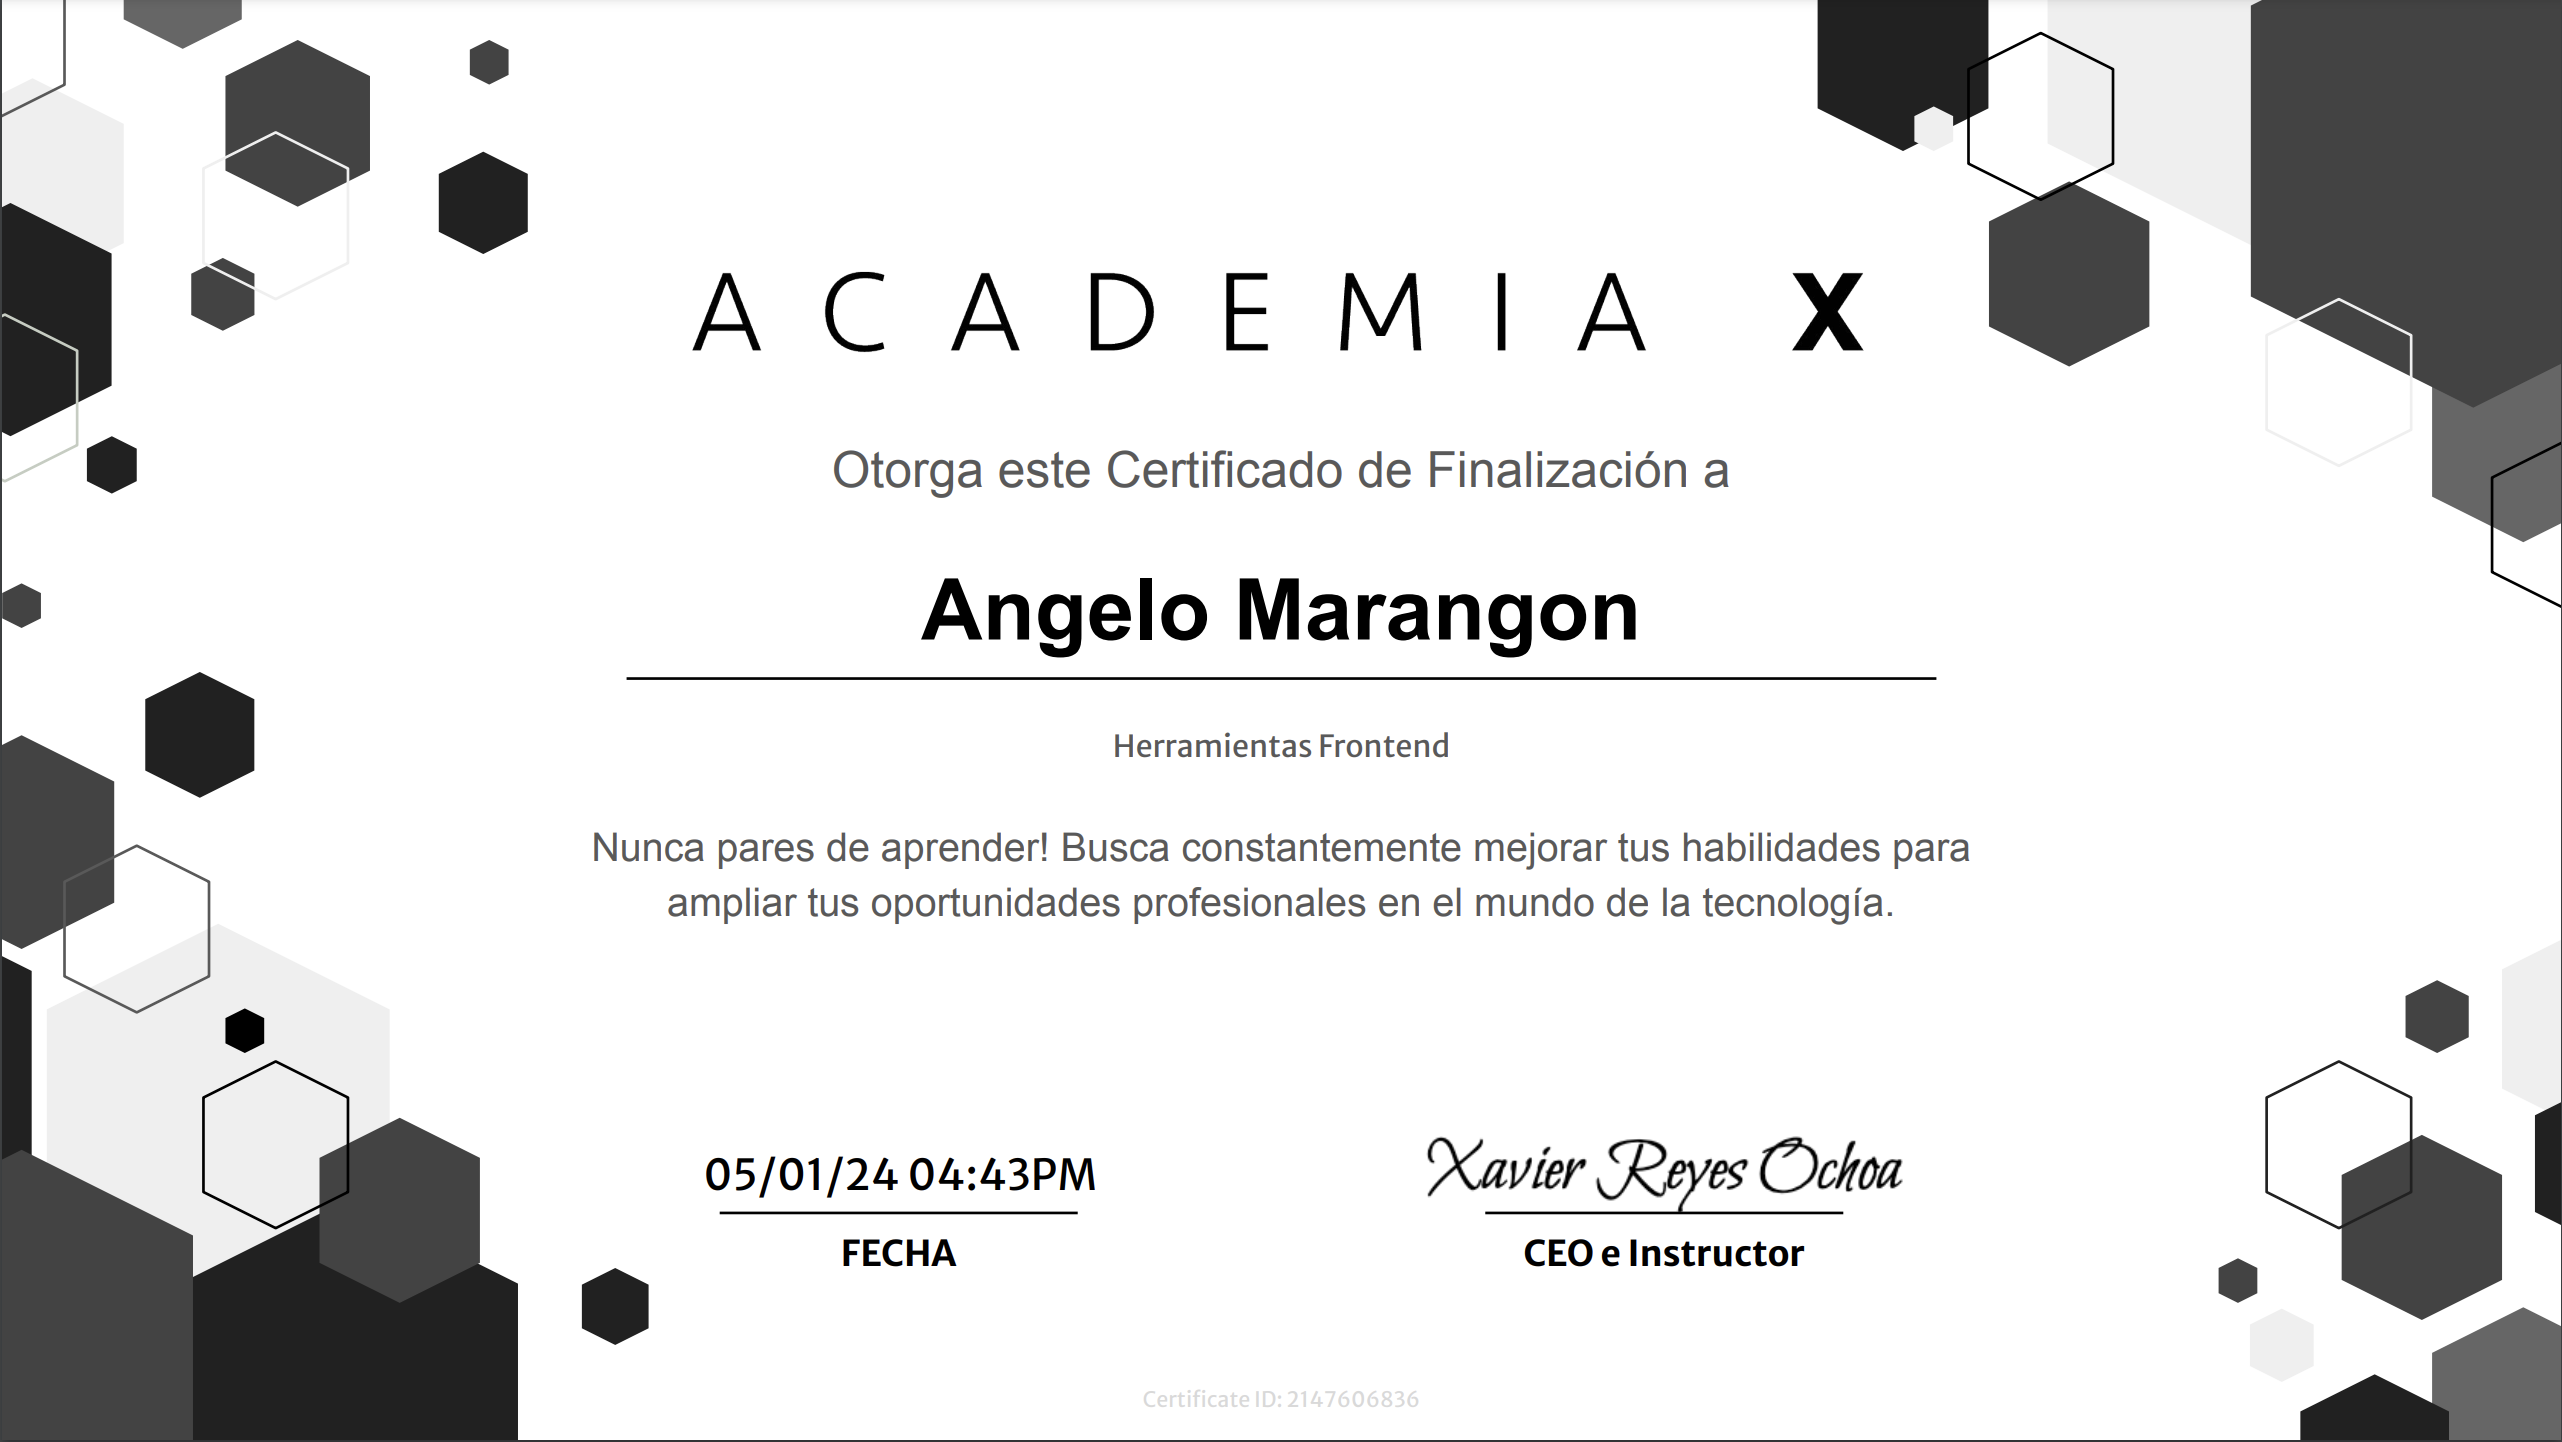 ACADEMIA X
Otorga este Certificado de Finalización a
Angelo Marangon
Herramientas Frontend
Nunca pares de aprender! Busca constantemente mejorar tus habilidades para
ampliar tus oportunidades profesionales en el mundo de la tecnología.
05/01/24 04:43PM
FECHA
Xavier Reyes Ochoa
CEO e Instructor
Certificate ID: 2147606836